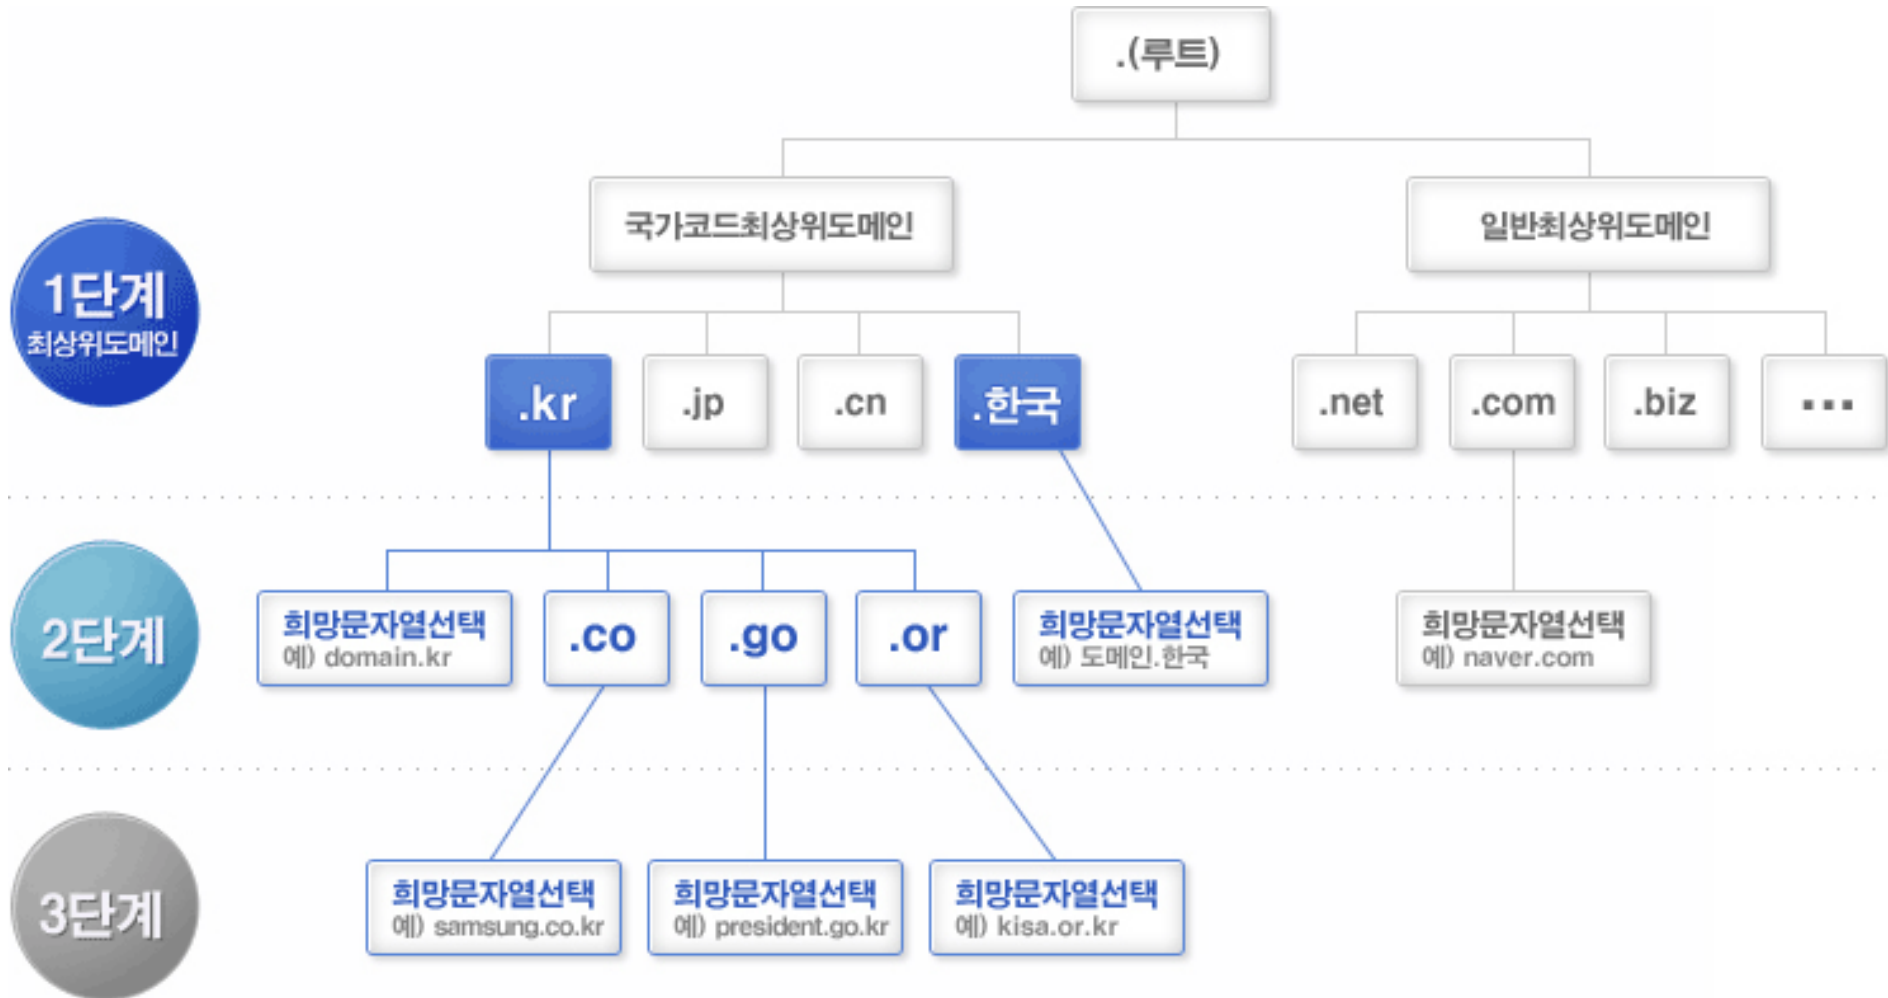 .(루트)
국가코드최상위도메인
일반최상위도메인
1단계
최상위도메인
.kr
.jp
.cn
.한국
.net
.com
.biz
...
2단계
희망문자열선택
예) domain.kr
.co
.go
.or
희망문자열선택
예) 도메인.한국
희망문자열선택
예) naver.com
3단계
희망문자열선택
예) samsung.co.kr
희망문자열선택
예) president.go.kr
희망문자열선택
예) kisa.or.kr